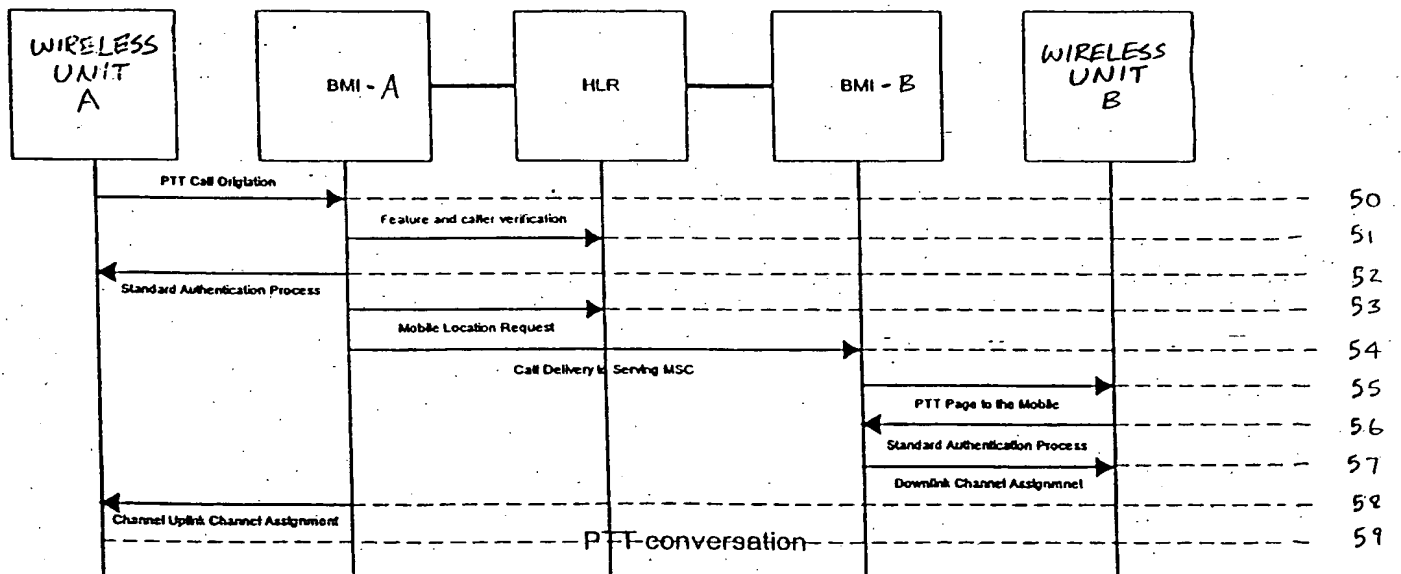 WIRELESS
UNIT
A
BMI - A
HLR
BMI - B
WIRELESS
UNIT
B
PTT Call Origiation
50
Feature and caller verification
51
52
Standard Authentication Process
53
Mobile Location Request
54
Call Delivery to Serving MSC
55
PTT Page to the Mobile
56
Standard Authentication Process
57
Downlink Channel Assignmnet
58
Channel Uplink Channel Assignment
PTT conversation
59